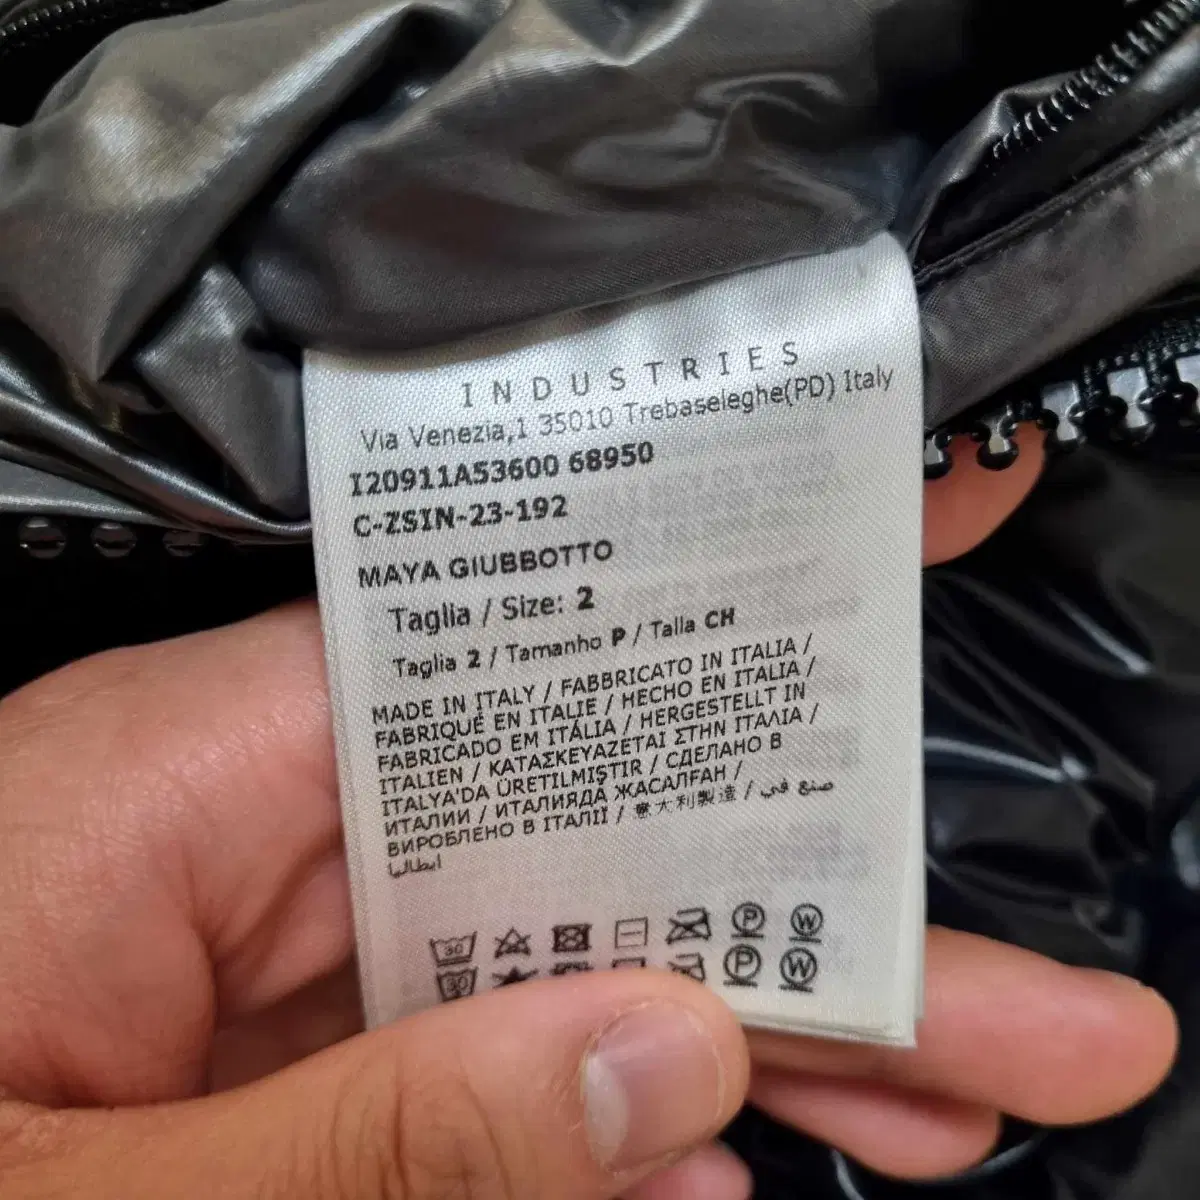 INDUSTRIES
Via Venezia,1 35010 Trebaseleghe(PD) Italy
I20911A53600 68950
C-ZSIN-23-192
MAYA GIUBBOTTO
Taglia / Size: 2
Taglia 2 / Tamanho P / Talla CH
MADE IN ITALY / FABBRICATO IN ITALIA /
FABRIQUÉ EN ITALIE / HECHO EN ITALIA /
FABRICADO EM ITÁLIA / HERGESTELLT IN
ITALIEN / ΚΑΤΑΣΚΕΥΑΖΕΤΑΙ ΣΤΗΝ ΙΤΑΛΙΑ /
ITALYA'DA ÜRETILMIŞTIR / СДЕЛАНО В
ИТАЛИИ / ИТАЛИЯДА ЖАСАЛҒАН /
ВИРОБЛЕНО В ІТАЛІЇ / 意大利製造 / صنع في
ايطاليا
30 P W
30 P W